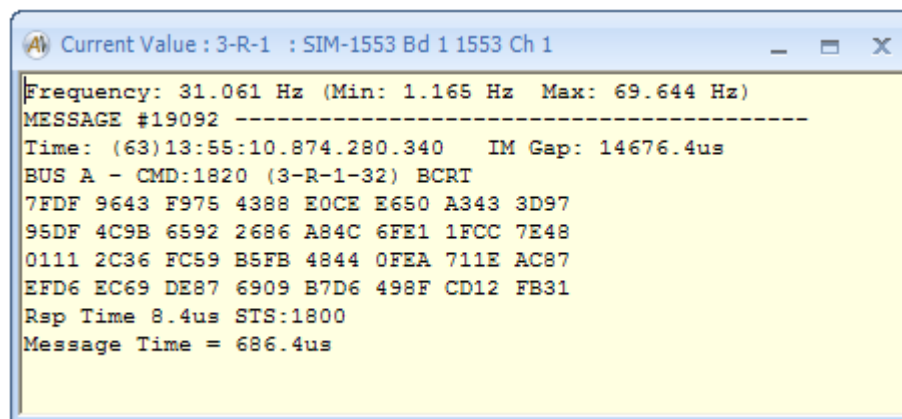 Current Value : 3-R-1 : SIM-1553 Bd 1 1553 Ch 1
Frequency: 31.061 Hz (Min: 1.165 Hz Max: 69.644 Hz)
MESSAGE #19092 -----------------------------------------
Time: (63)13:55:10.874.280.340 IM Gap: 14676.4us
BUS A - CMD:1820 (3-R-1-32) BCRT
7FDF 9643 F975 4388 E0CE E650 A343 3D97
95DF 4C9B 6592 2686 A84C 6FE1 1FCC 7E48
0111 2C36 FC59 B5FB 4844 0FEA 711E AC87
EFD6 EC69 DE87 6909 B7D6 498F CD12 FB31
Rsp Time 8.4us STS:1800
Message Time = 686.4us